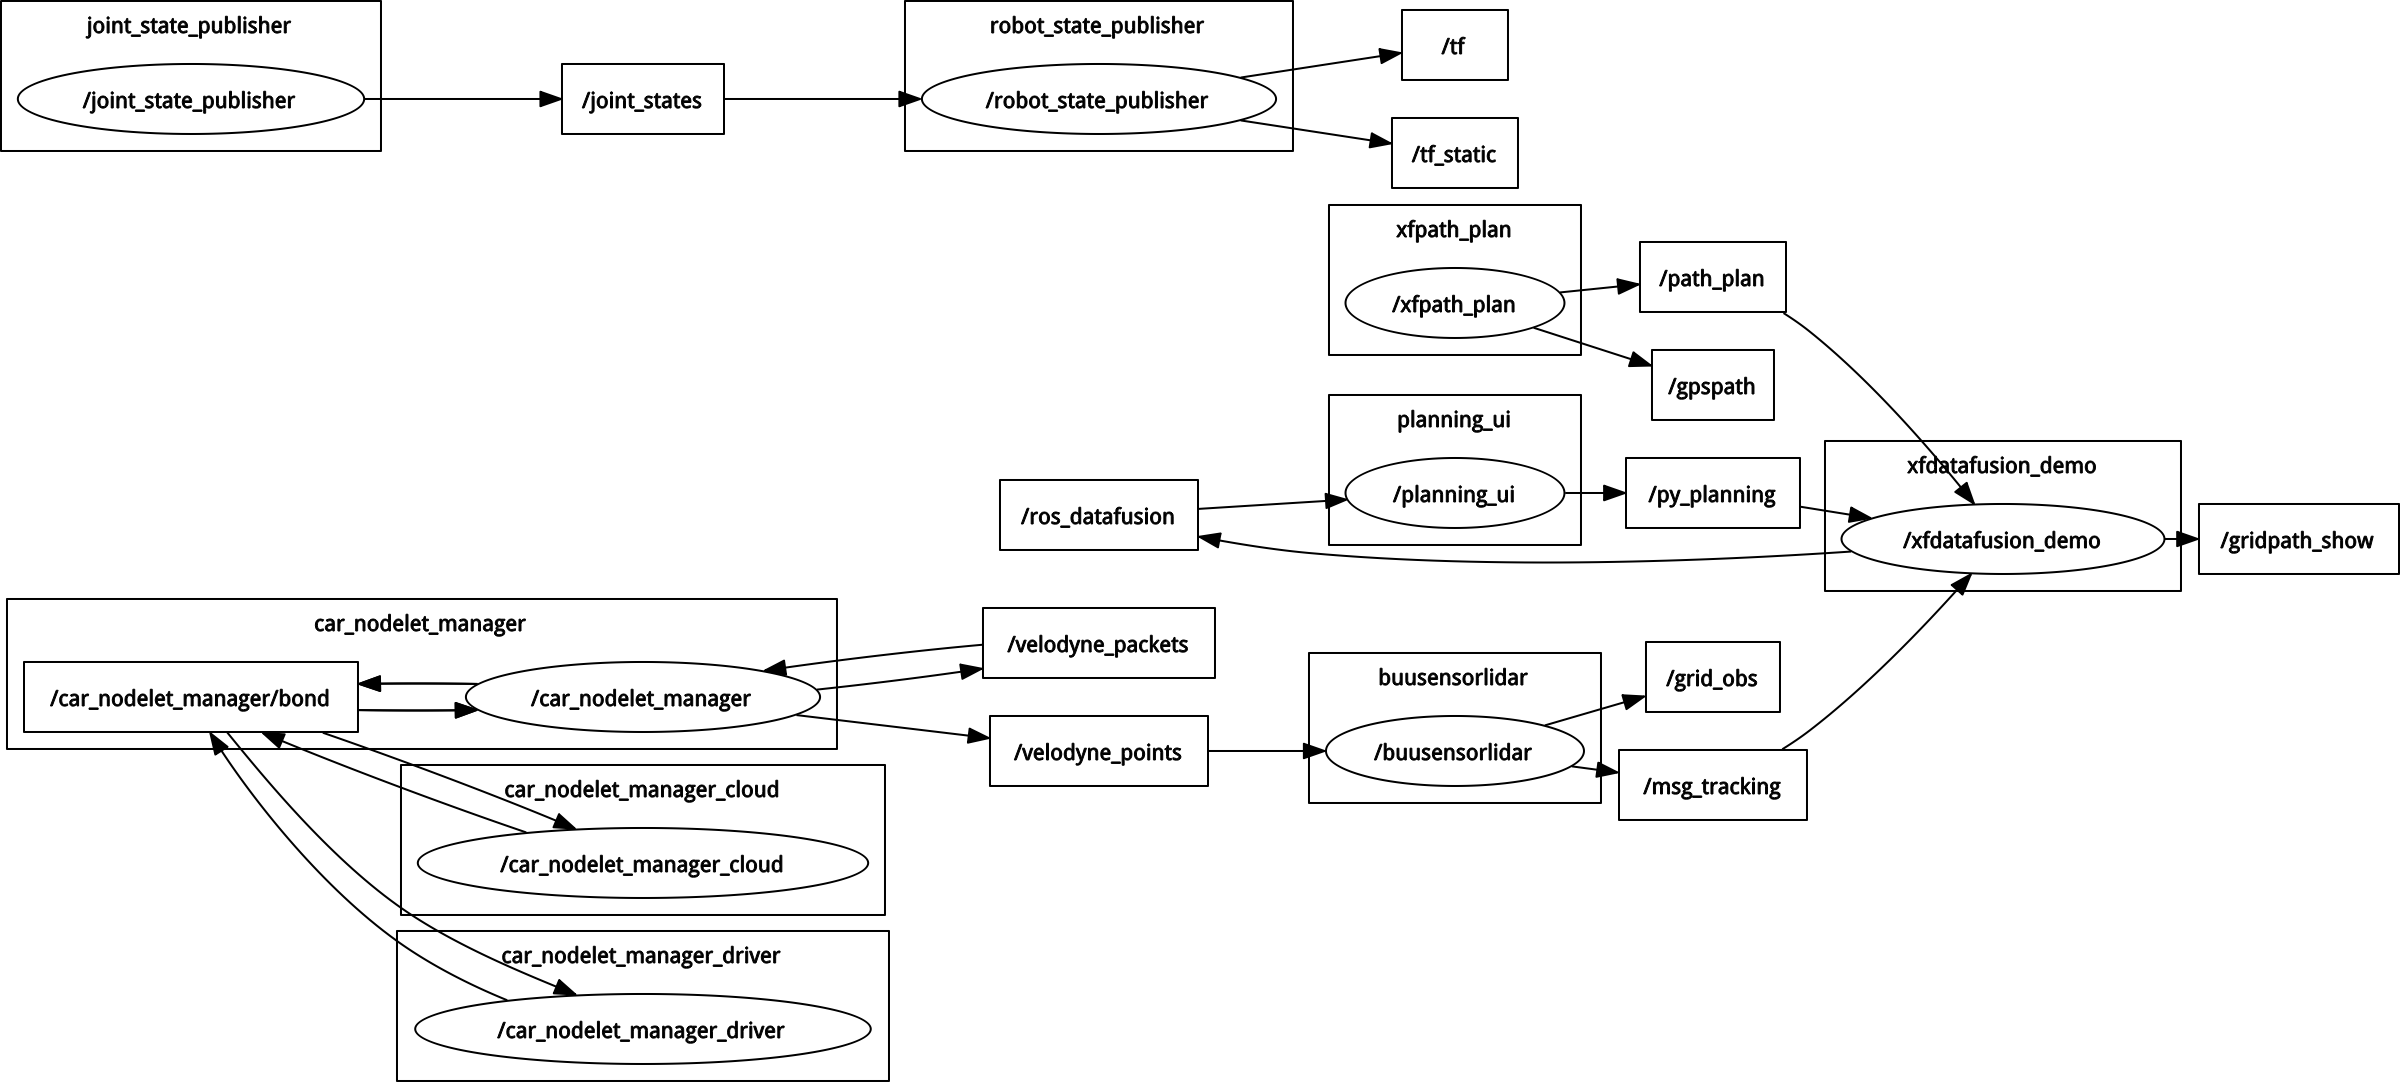 joint_state_publisher
/joint_state_publisher
/joint_states
robot_state_publisher
/robot_state_publisher
/tf
/tf_static
xfpath_plan
/xfpath_plan
/path_plan
/gpspath
planning_ui
/planning_ui
/ros_datafusion
/py_planning
xfdatafusion_demo
/xfdatafusion_demo
/gridpath_show
car_nodelet_manager
/car_nodelet_manager/bond
/car_nodelet_manager
/velodyne_packets
/velodyne_points
buusensorlidar
/buusensorlidar
/grid_obs
/msg_tracking
car_nodelet_manager_cloud
/car_nodelet_manager_cloud
car_nodelet_manager_driver
/car_nodelet_manager_driver